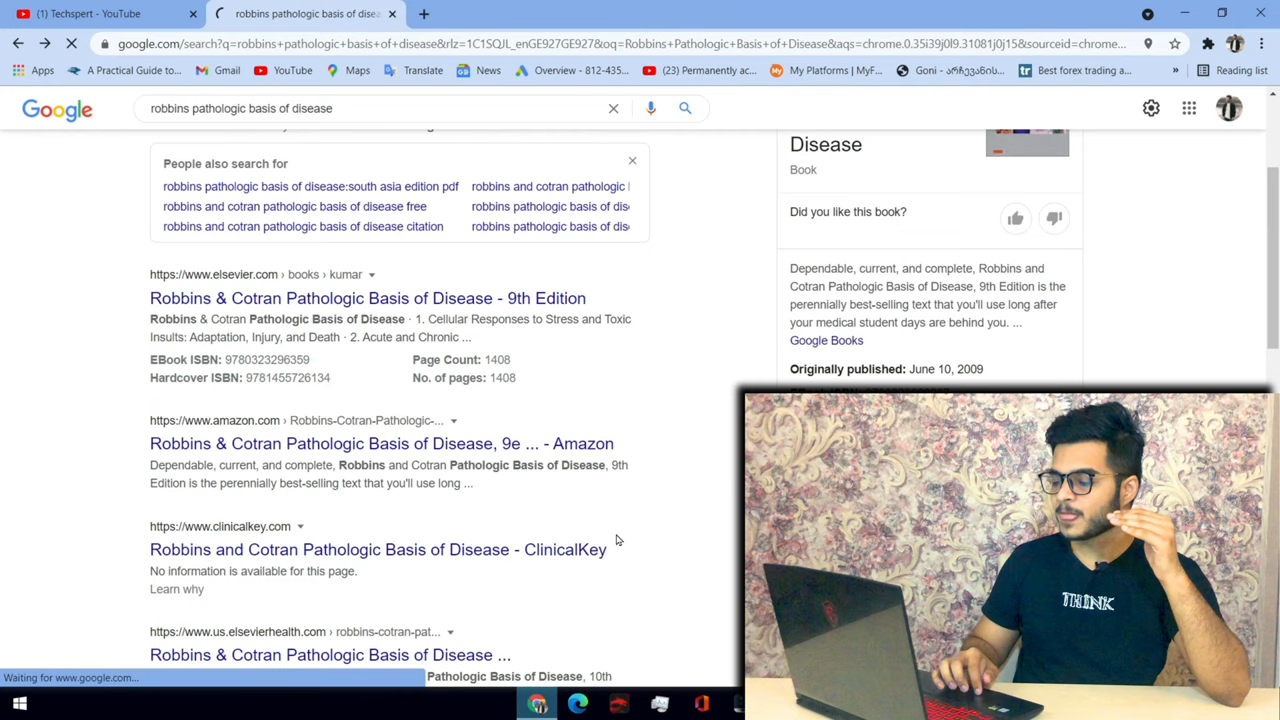 (1) Techspert - YouTube
robbins pathologic basis of disea
google.com/search?q=robbins+pathologic+basis+of+disease&rlz=1C1SQJL_enGE927GE927&oq=Robbins+Pathologic+Basis+of+Disease&aqs=chrome.0.35i39j0l9.31081j0j15&sourceid=chrome...
Apps
A Practical Guide to...
Gmail
YouTube
Maps
Translate
News
Overview - 812-435...
(23) Permanently ac...
My Platforms | MyF...
Goni - არჩევანის...
Best forex trading a...
»
Reading list
Google
robbins pathologic basis of disease
People also search for
robbins pathologic basis of disease:south asia edition pdf
robbins and cotran pathologic
robbins and cotran pathologic basis of disease free
robbins pathologic basis of dis
robbins and cotran pathologic basis of disease citation
robbins pathologic basis of dis
https://www.elsevier.com › books › kumar
Robbins & Cotran Pathologic Basis of Disease - 9th Edition
Robbins & Cotran Pathologic Basis of Disease · 1. Cellular Responses to Stress and Toxic
Insults: Adaptation, Injury, and Death · 2. Acute and Chronic ...
EBook ISBN: 9780323296359
Page Count: 1408
Hardcover ISBN: 9781455726134
No. of pages: 1408
https://www.amazon.com › Robbins-Cotran-Pathologic-...
Robbins & Cotran Pathologic Basis of Disease, 9e ... - Amazon
Dependable, current, and complete, Robbins and Cotran Pathologic Basis of Disease, 9th
Edition is the perennially best-selling text that you'll use long ...
https://www.clinicalkey.com
Robbins and Cotran Pathologic Basis of Disease - ClinicalKey
No information is available for this page.
Learn why
https://www.us.elsevierhealth.com › robbins-cotran-pat...
Robbins & Cotran Pathologic Basis of Disease ...
Pathologic Basis of Disease, 10th
Waiting for www.google.com...
Disease
Book
Did you like this book?
Dependable, current, and complete, Robbins and
Cotran Pathologic Basis of Disease, 9th Edition is the
perennially best-selling text that you'll use long after
your medical student days are behind you. ...
Google Books
Originally published: June 10, 2009
THINK